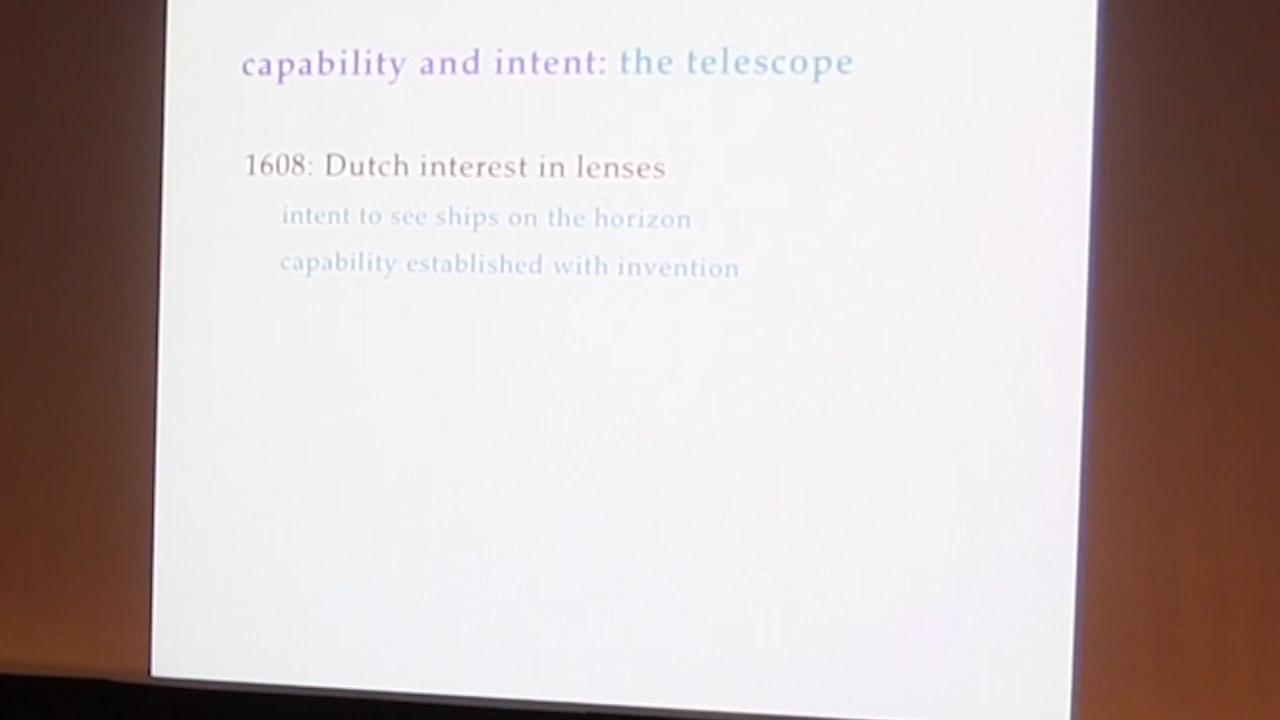 capability and intent: the telescope
1608: Dutch interest in lenses
intent to see ships on the horizon
capability established with invention